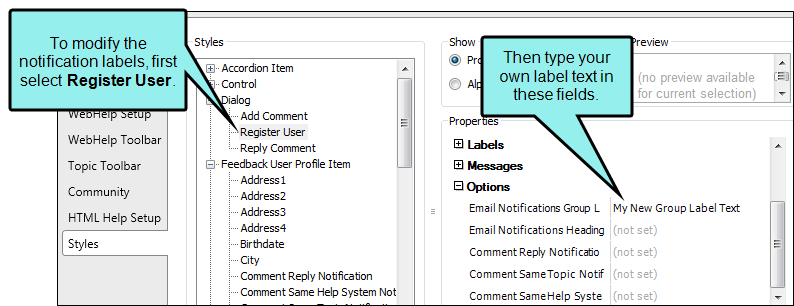 To modify the
notification labels, first
select Register User.
Then type your
own label text in
these fields.
WebHelp Setup
WebHelp Toolbar
Topic Toolbar
Community
HTML Help Setup
Styles
Styles
Accordion Item
Control
Dialog
Add Comment
Register User
Reply Comment
Feedback User Profile Item
Address1
Address2
Address3
Address4
Birthdate
City
Comment Reply Notification
Comment Same Help System Not
Show
Pro
Alp
Preview
(no preview available
for current selection)
Properties
Labels
Messages
Options
Email Notifications Group L My New Group Label Text
Email Notifications Heading (not set)
Comment Reply Notificatio (not set)
Comment Same Topic Notif (not set)
Comment Same Help Syste (not set)